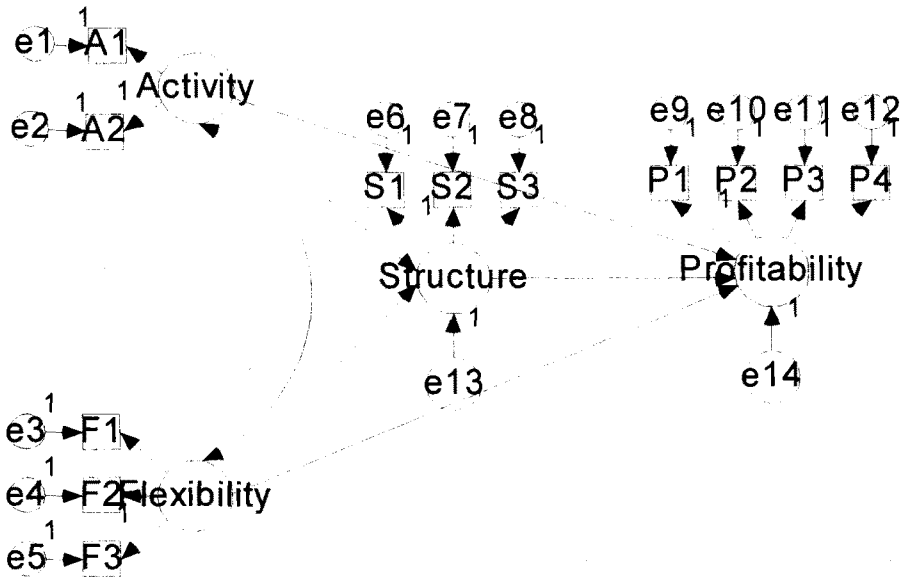 1
e1 A1
Activity
1 1
e2 A2
e6 e7 e8
1 1 1
S1 S2 S3
1
Structure
1
e13
e9 e10 e11 e12
1 1 1 1
P1 P2 P3 P4
1
Profitability
1
e14
1
e3 F1
1
e4 F2 Flexibility
1 1
e5 F3